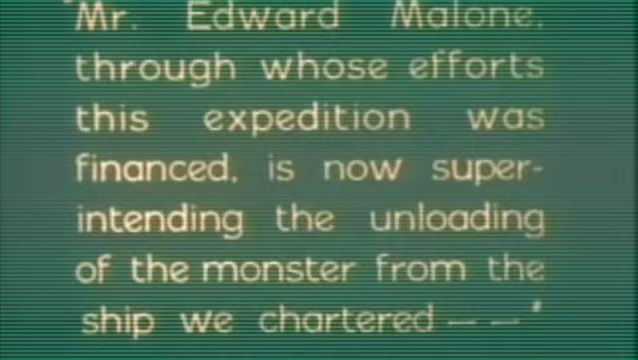 "Mr. Edward Malone,
through whose efforts
this expedition was
financed, is now super-
intending the unloading
of the monster from the
ship we chartered — —"